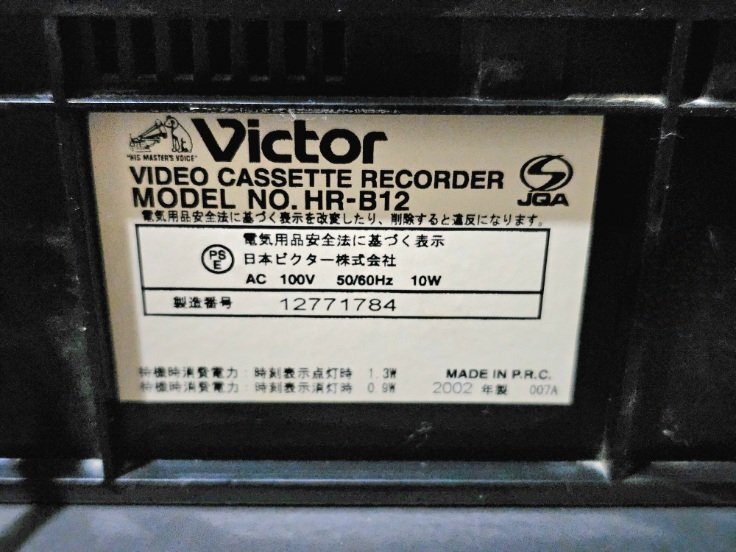 Victor
"HIS MASTER'S VOICE"
VIDEO CASSETTE RECORDER
MODEL NO. HR-B12
JQA
電気用品安全法に基づく表示を改変したり、削除すると違反になります。
電気用品安全法に基づく表示
PS
E
日本ビクター株式会社
AC 100V 50/60Hz 10W
製造番号 12771784
待機時消費電力：時刻表示点灯時 1.3W
待機時消費電力：時刻表示消灯時 0.9W
MADE IN P.R.C.
2002 年製 007A